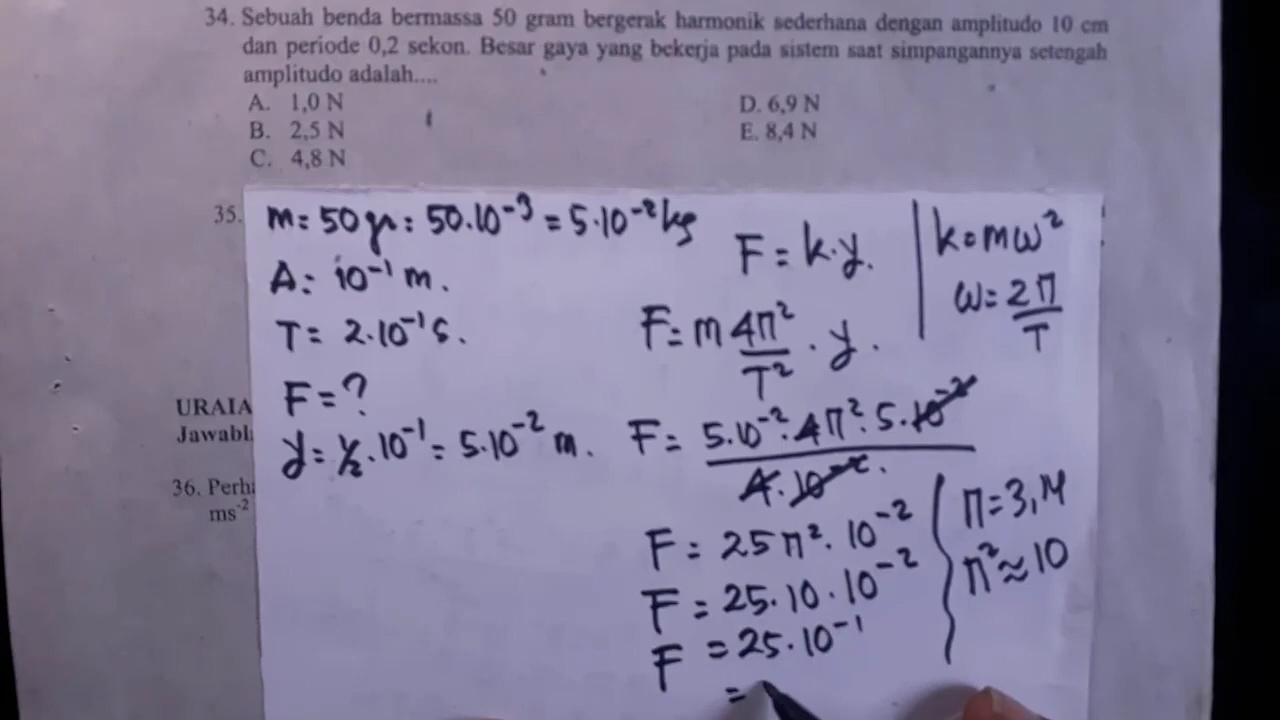 34. Sebuah benda bermassa 50 gram bergerak harmonik sederhana dengan amplitudo 10 cm
dan periode 0,2 sekon. Besar gaya yang bekerja pada sistem saat simpangannya setengah
amplitudo adalah....
A. 1,0 N
B. 2,5 N
C. 4,8 N
D. 6,9 N
E. 8,4 N
35.
m = 50 gr = 50.10⁻³ = 5.10⁻² kg
A = 10⁻¹ m.
T = 2.10⁻¹ s.
F = ?
y = ½.10⁻¹ = 5.10⁻² m.
F = k.y.
k = mω²
ω = 2π/T
F = m 4π²/T² . y.
F = 5.10⁻².4π².5.10⁻² / 4.10⁻².
F = 25π².10⁻²
F = 25.10.10⁻²
F = 25.10⁻¹
=
π = 3,14
π² ≈ 10
URAIA
Jawabl
36. Perha
ms⁻²